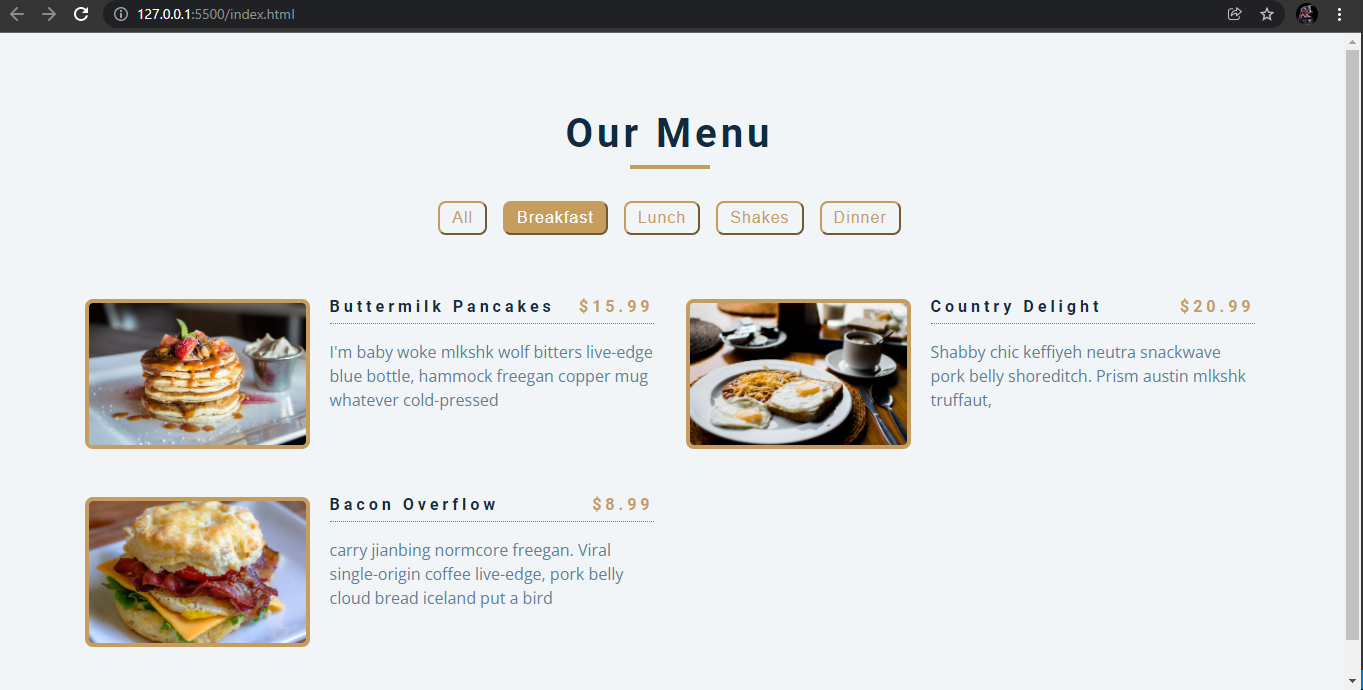 127.0.0.1:5500/index.html
Our Menu
All Breakfast Lunch Shakes Dinner
Buttermilk Pancakes $15.99
I'm baby woke mlkshk wolf bitters live-edge
blue bottle, hammock freegan copper mug
whatever cold-pressed
Country Delight $20.99
Shabby chic keffiyeh neutra snackwave
pork belly shoreditch. Prism austin mlkshk
truffaut,
Bacon Overflow $8.99
carry jianbing normcore freegan. Viral
single-origin coffee live-edge, pork belly
cloud bread iceland put a bird